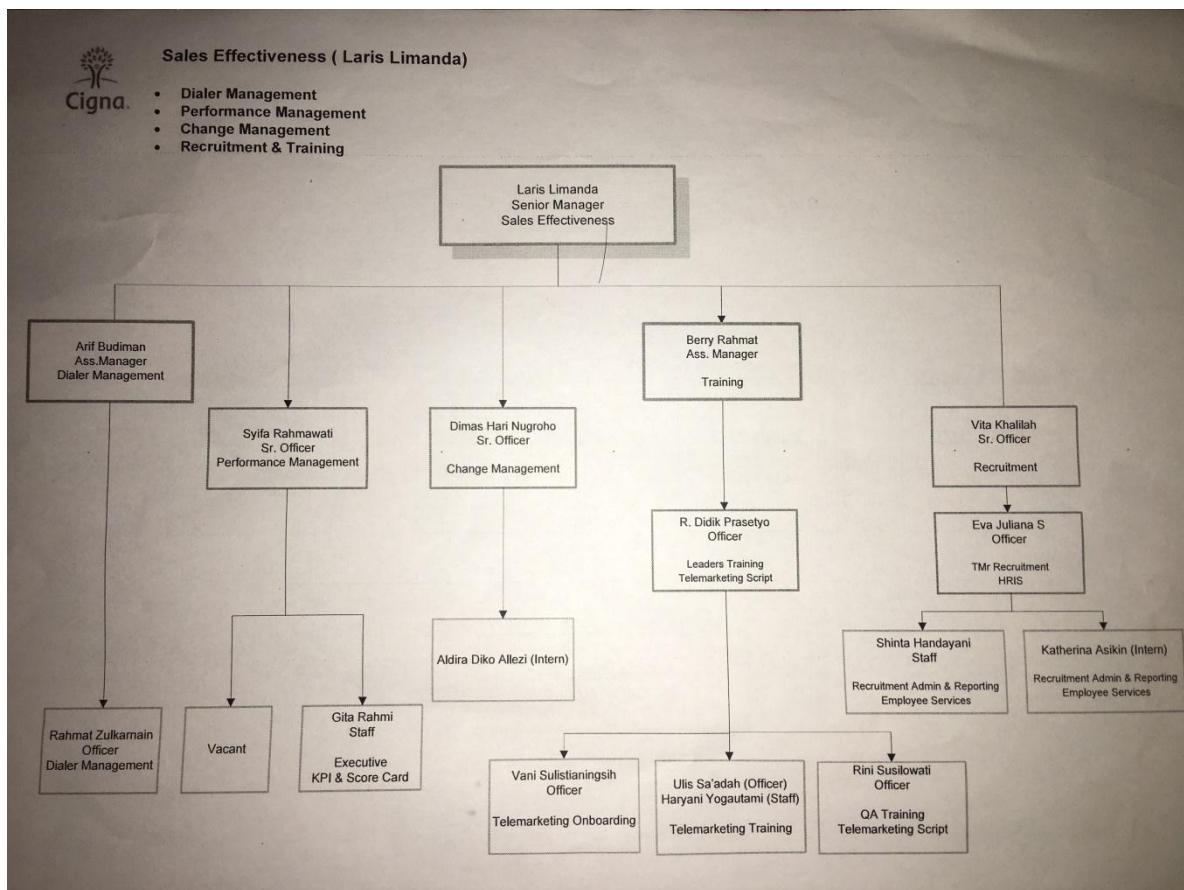 Cigna.
Sales Effectiveness ( Laris Limanda)
• Dialer Management
• Performance Management
• Change Management
• Recruitment & Training
Laris Limanda
Senior Manager
Sales Effectiveness
Arif Budiman
Ass.Manager
Dialer Management
Berry Rahmat
Ass. Manager
Training
Syifa Rahmawati
Sr. Officer
Performance Management
Dimas Hari Nugroho
Sr. Officer
Change Management
Vita Khalilah
Sr. Officer
Recruitment
R. Didik Prasetyo
Officer
Leaders Training
Telemarketing Script
Eva Juliana S
Officer
TMr Recruitment
HRIS
Aldira Diko Allezi (Intern)
Shinta Handayani
Staff
Recruitment Admin & Reporting
Employee Services
Katherina Asikin (Intern)
Recruitment Admin & Reporting
Employee Services
Rahmat Zulkarnain
Officer
Dialer Management
Vacant
Gita Rahmi
Staff
Executive
KPI & Score Card
Vani Sulistianingsih
Officer
Telemarketing Onboarding
Ulis Sa'adah (Officer)
Haryani Yogautami (Staff)
Telemarketing Training
Rini Susilowati
Officer
QA Training
Telemarketing Script